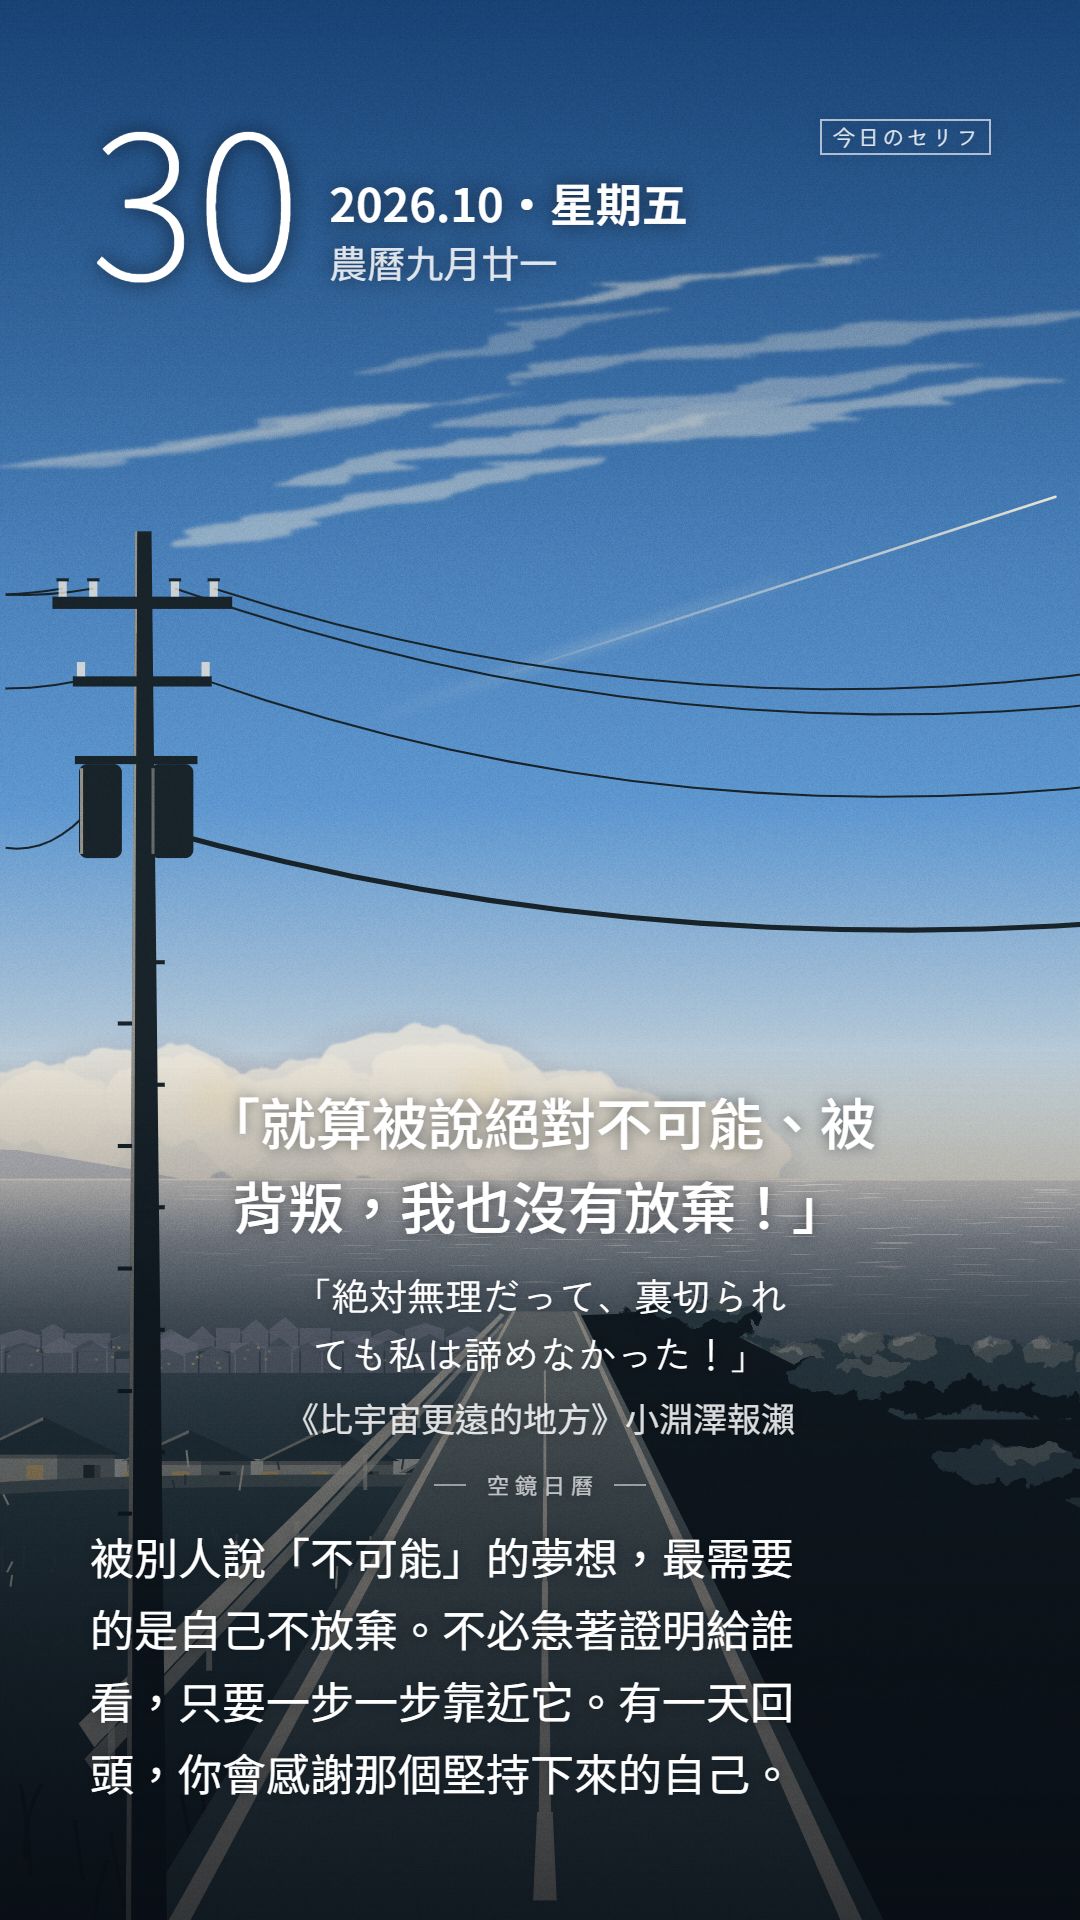 30
今日のセリフ
2026.10・星期五
農曆九月廿一
「就算被說絕對不可能、被
背叛，我也沒有放棄！」
「絶対無理だって、裏切られ
ても私は諦めなかった！」
《比宇宙更遠的地方》小淵澤報瀨
空鏡日曆
被別人說「不可能」的夢想，最需要
的是自己不放棄。不必急著證明給誰
看，只要一步一步靠近它。有一天回
頭，你會感謝那個堅持下來的自己。